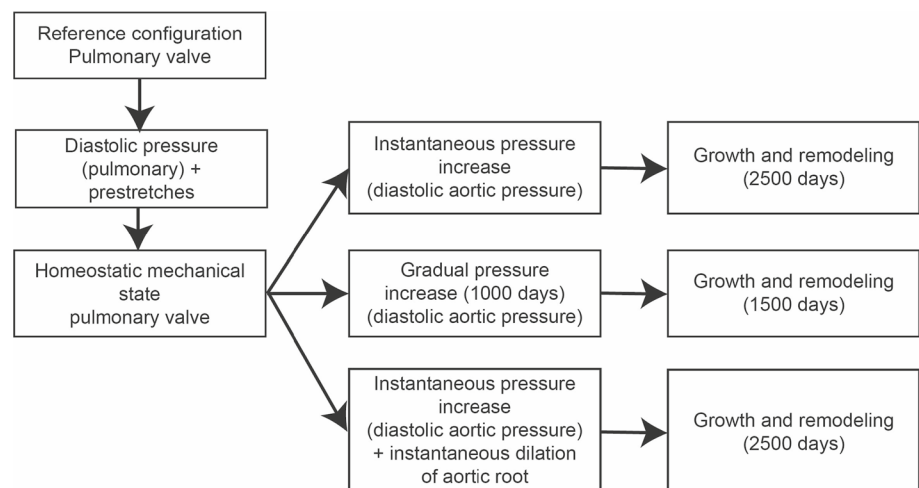 Reference configuration
Pulmonary valve
Diastolic pressure
(pulmonary) +
prestretches
Homeostatic mechanical
state
pulmonary valve
Instantaneous pressure
increase
(diastolic aortic pressure)
Growth and remodeling
(2500 days)
Gradual pressure
increase (1000 days)
(diastolic aortic pressure)
Growth and remodeling
(1500 days)
Instantaneous pressure
increase
(diastolic aortic pressure)
+ instantaneous dilation
of aortic root
Growth and remodeling
(2500 days)